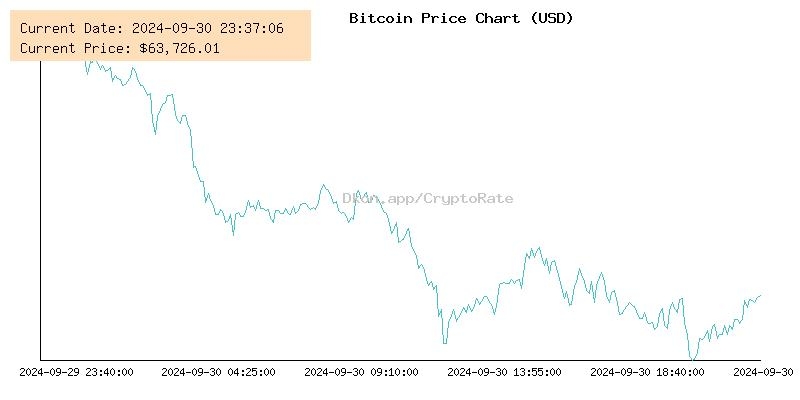 Bitcoin Price Chart (USD)
Current Date: 2024-09-30 23:37:06
Current Price: $63,726.01
Dkon.app/CryptoRate
2024-09-29 23:40:00
2024-09-30 04:25:00
2024-09-30 09:10:00
2024-09-30 13:55:00
2024-09-30 18:40:00
2024-09-30